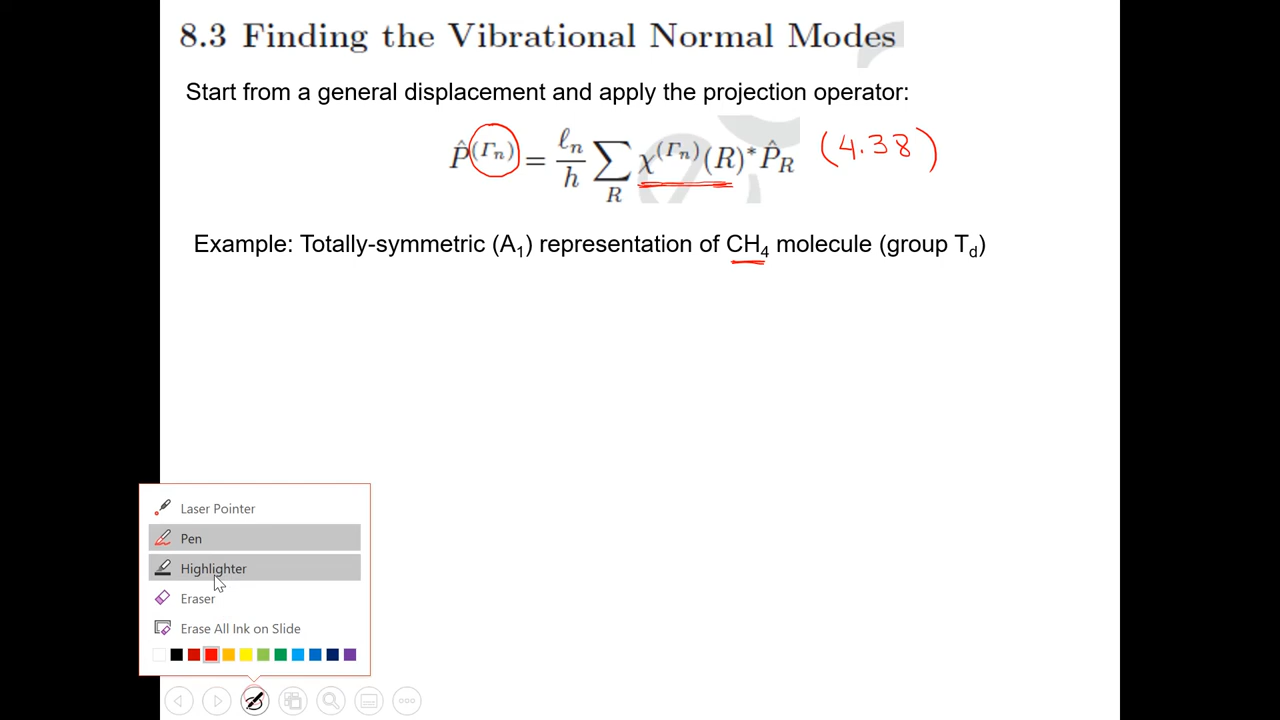 8.3 Finding the Vibrational Normal Modes
Start from a general displacement and apply the projection operator:
P̂^(Γₙ) = ℓₙ/h ∑_R χ^(Γₙ)(R)* P̂_R (4.38)
Example: Totally-symmetric (A₁) representation of CH₄ molecule (group T_d)
Laser Pointer
Pen
Highlighter
Eraser
Erase All Ink on Slide